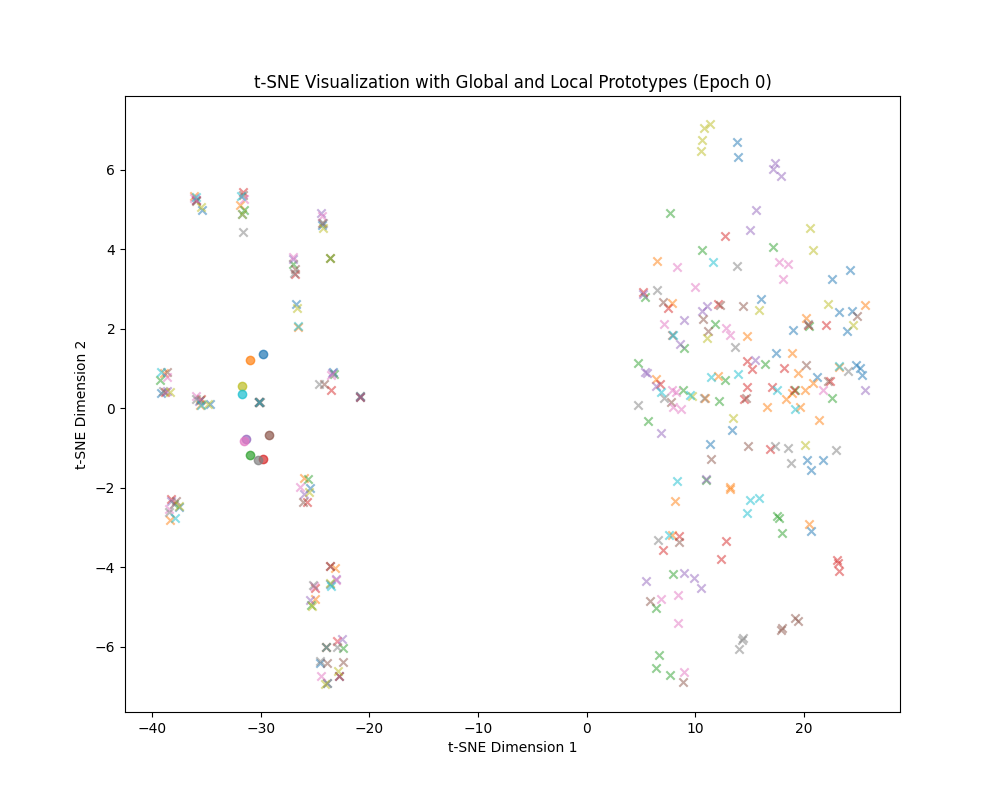 t-SNE Visualization with Global and Local Prototypes (Epoch 0)
6
4
2
0
−2
−4
−6
t-SNE Dimension 2
−40 −30 −20 −10 0 10 20
t-SNE Dimension 1